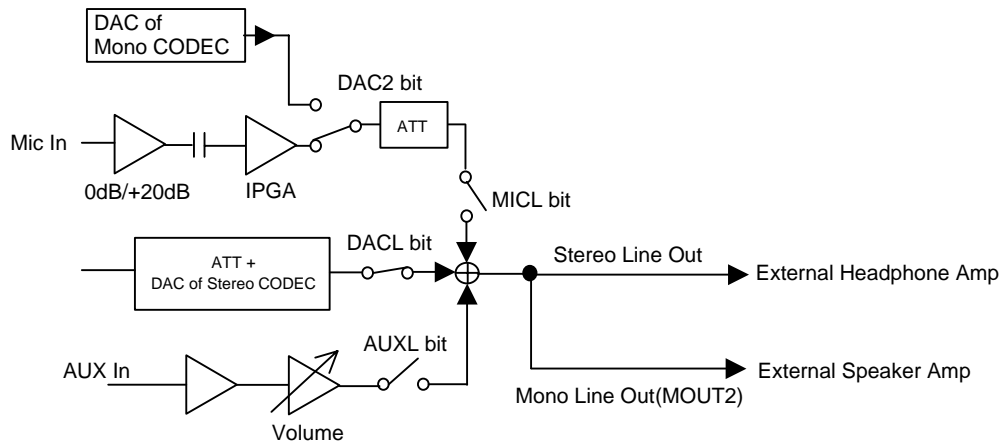 DAC of
Mono CODEC
DAC2 bit
ATT
Mic In
0dB/+20dB
IPGA
MICL bit
DACL bit
ATT +
DAC of Stereo CODEC
Stereo Line Out
External Headphone Amp
AUX In
AUXL bit
Volume
Mono Line Out(MOUT2)
External Speaker Amp